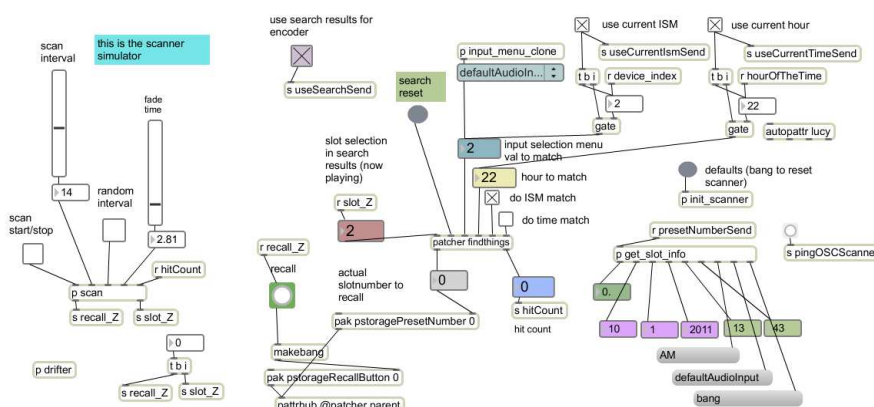 scan
interval
this is the scanner
simulator
fade
time
14
random
interval
scan
start/stop
2.81
r hitCount
p scan
s recall_Z
s slot_Z
0
t b i
p drifter
s recall_Z
s slot_Z
use search results for
encoder
s useSearchSend
search
reset
slot selection
in search
results (now
playing)
r slot_Z
2
r recall_Z
recall
actual
slotnumber to
recall
pak pstoragePresetNumber 0
makebang
pak pstorageRecallButton 0
pattrhub @patcher parent
p input_menu_clone
defaultAudioIn...
2
input selection menu
val to match
22
hour to match
do ISM match
do time match
patcher findthings
0
0
s hitCount
hit count
use current ISM
s useCurrentIsmSend
t b i
r device_index
2
gate
use current hour
s useCurrentTimeSend
t b i
r hourOfTheTime
22
gate
autopattr lucy
defaults (bang to reset
scanner)
p init_scanner
r presetNumberSend
p get_slot_info
s pingOSCScanne
0.
10
1
2011
13
43
AM
defaultAudioInput
bang